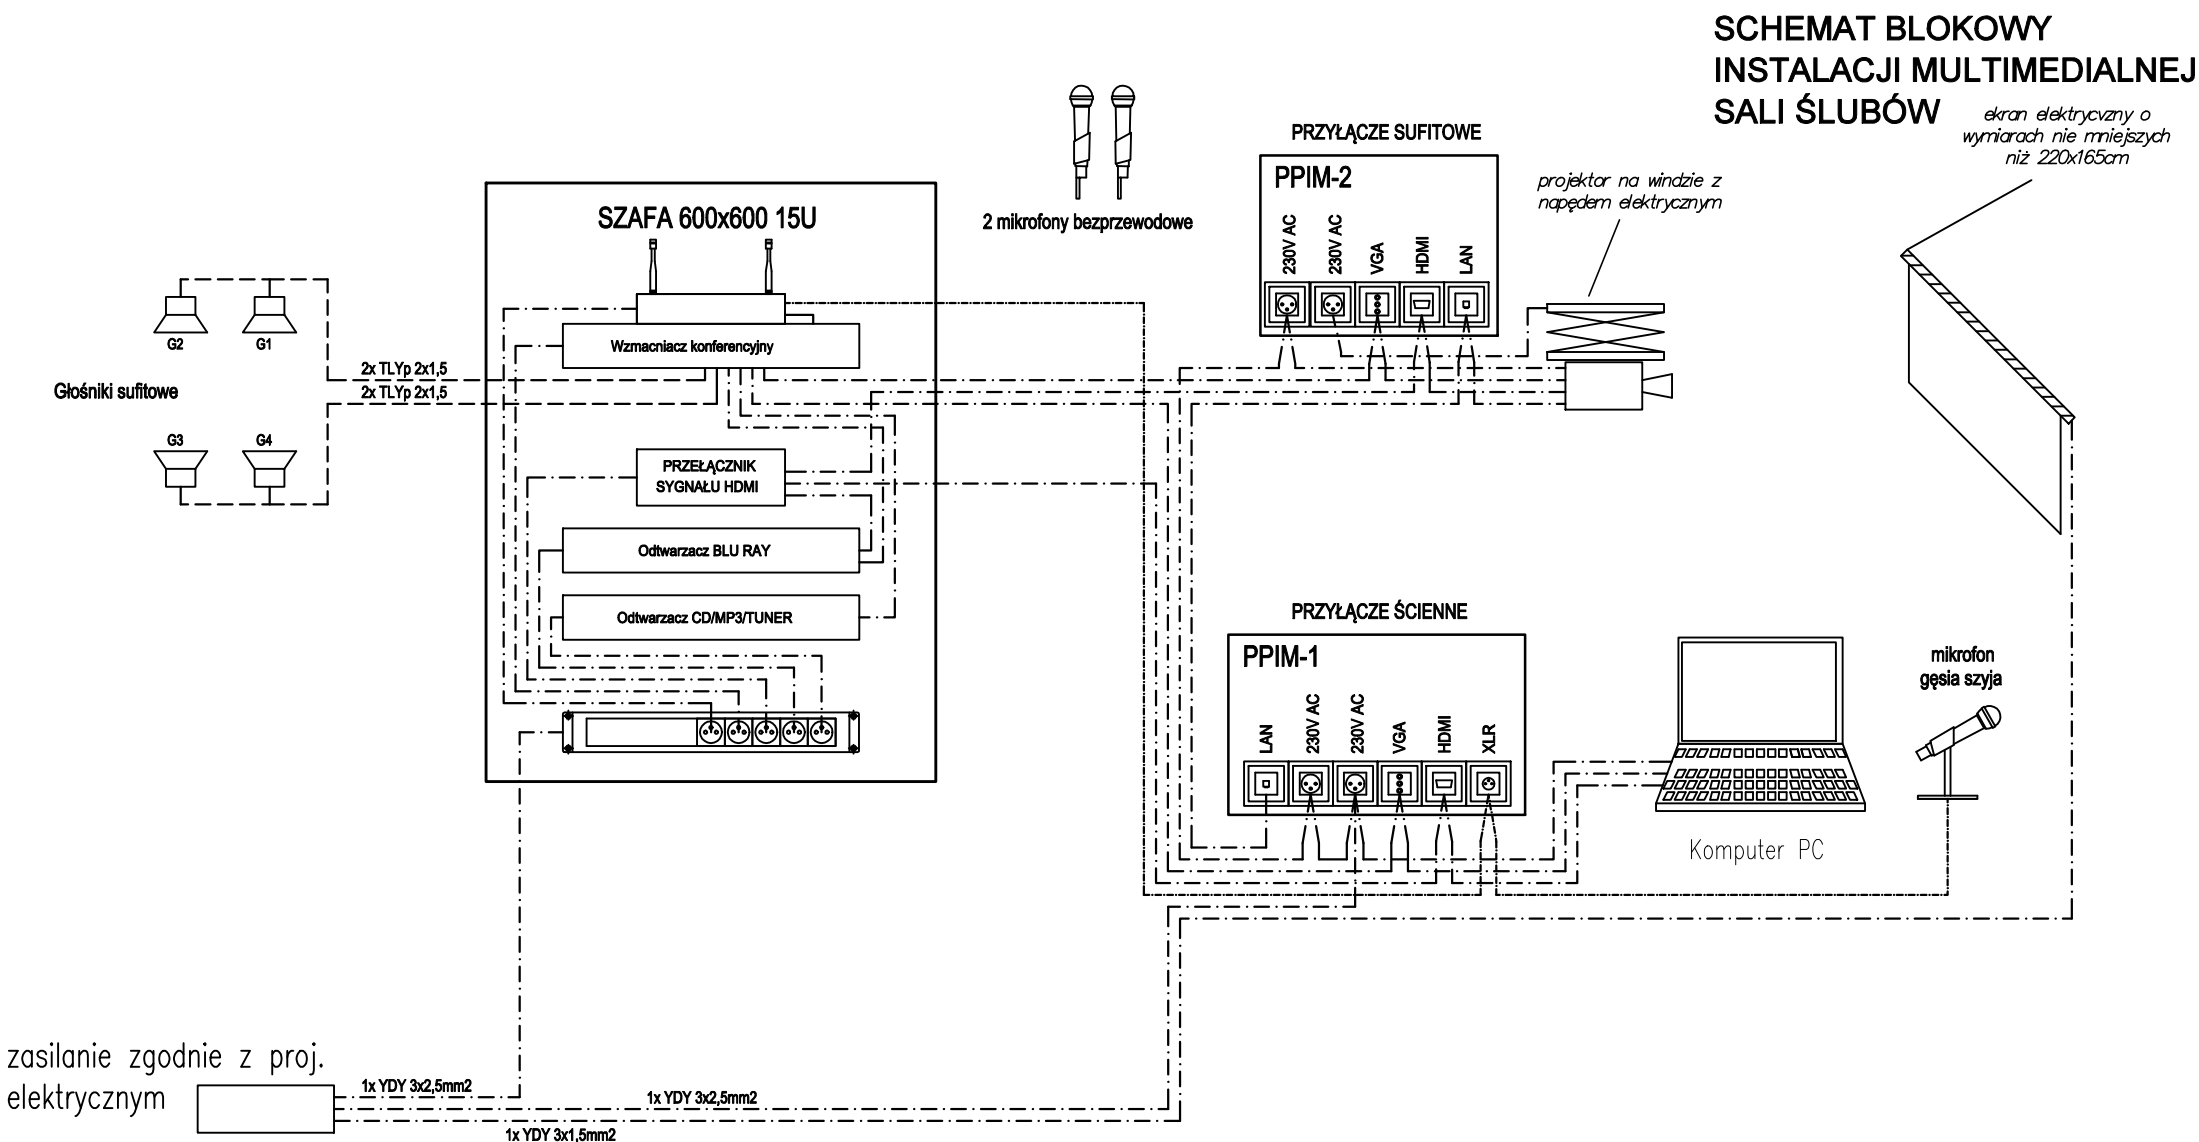 SCHEMAT BLOKOWY
INSTALACJI MULTIMEDIALNEJ
SALI ŚLUBÓW
ekran elektrycvzny o
wymiarach nie mniejszych
niż 220x165cm
PRZYŁĄCZE SUFITOWE
PPIM-2
230V AC
230V AC
VGA
HDMI
LAN
projektor na windzie z
napędem elektrycznym
2 mikrofony bezprzewodowe
SZAFA 600x600 15U
Wzmacniacz konferencyjny
PRZEŁĄCZNIK
SYGNAŁU HDMI
Odtwarzacz BLU RAY
Odtwarzacz CD/MP3/TUNER
G2
G1
2x TLYp 2x1,5
2x TLYp 2x1,5
Głośniki sufitowe
G3
G4
PRZYŁĄCZE ŚCIENNE
PPIM-1
LAN
230V AC
230V AC
VGA
HDMI
XLR
mikrofon
gęsia szyja
Komputer PC
zasilanie zgodnie z proj.
elektrycznym
1x YDY 3x2,5mm2
1x YDY 3x2,5mm2
1x YDY 3x1,5mm2